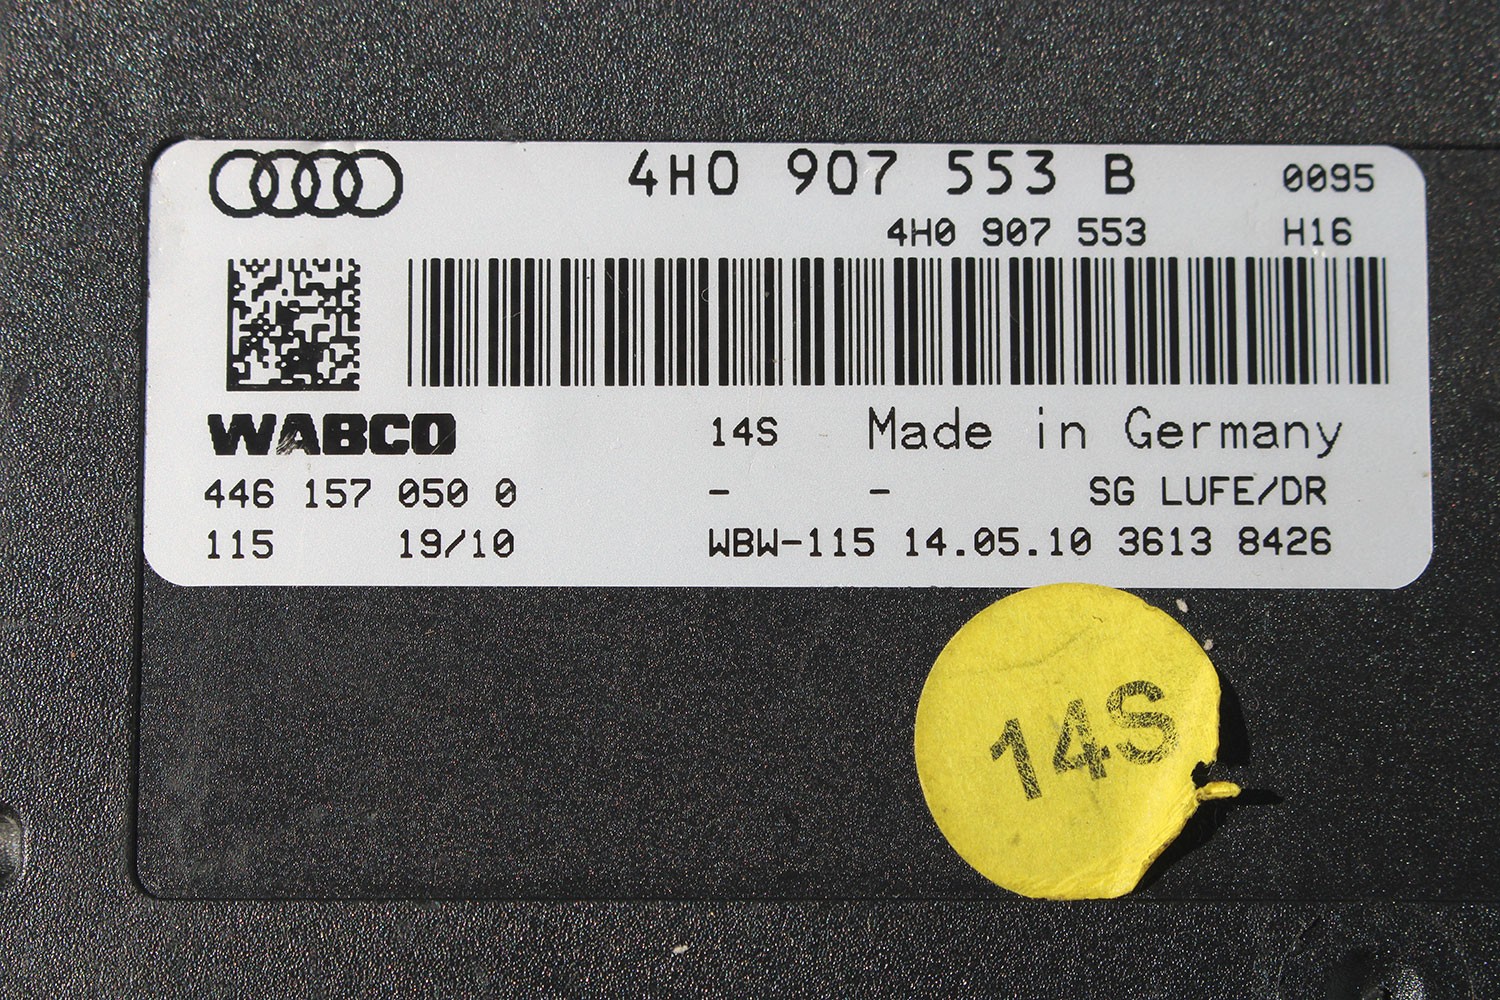 4H0 907 553 B 0095
4H0 907 553 H16
WABCO 14S Made in Germany
446 157 050 0 - - SG LUFE/DR
115 19/10 WBW-115 14.05.10 3613 8426
14S